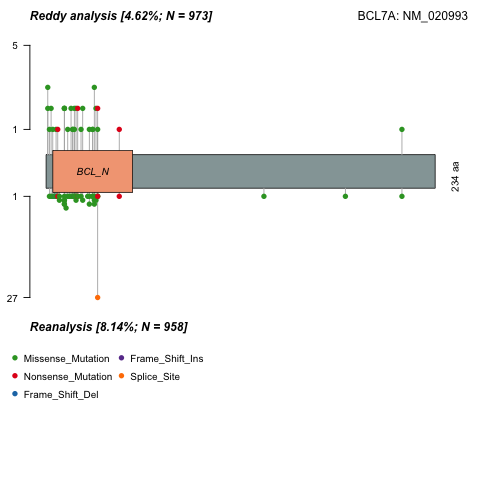 Reddy analysis [4.62%; N = 973]
BCL7A: NM_020993
5
1
BCL_N
234 aa
1
27
Reanalysis [8.14%; N = 958]
Missense_Mutation
Frame_Shift_Ins
Nonsense_Mutation
Splice_Site
Frame_Shift_Del